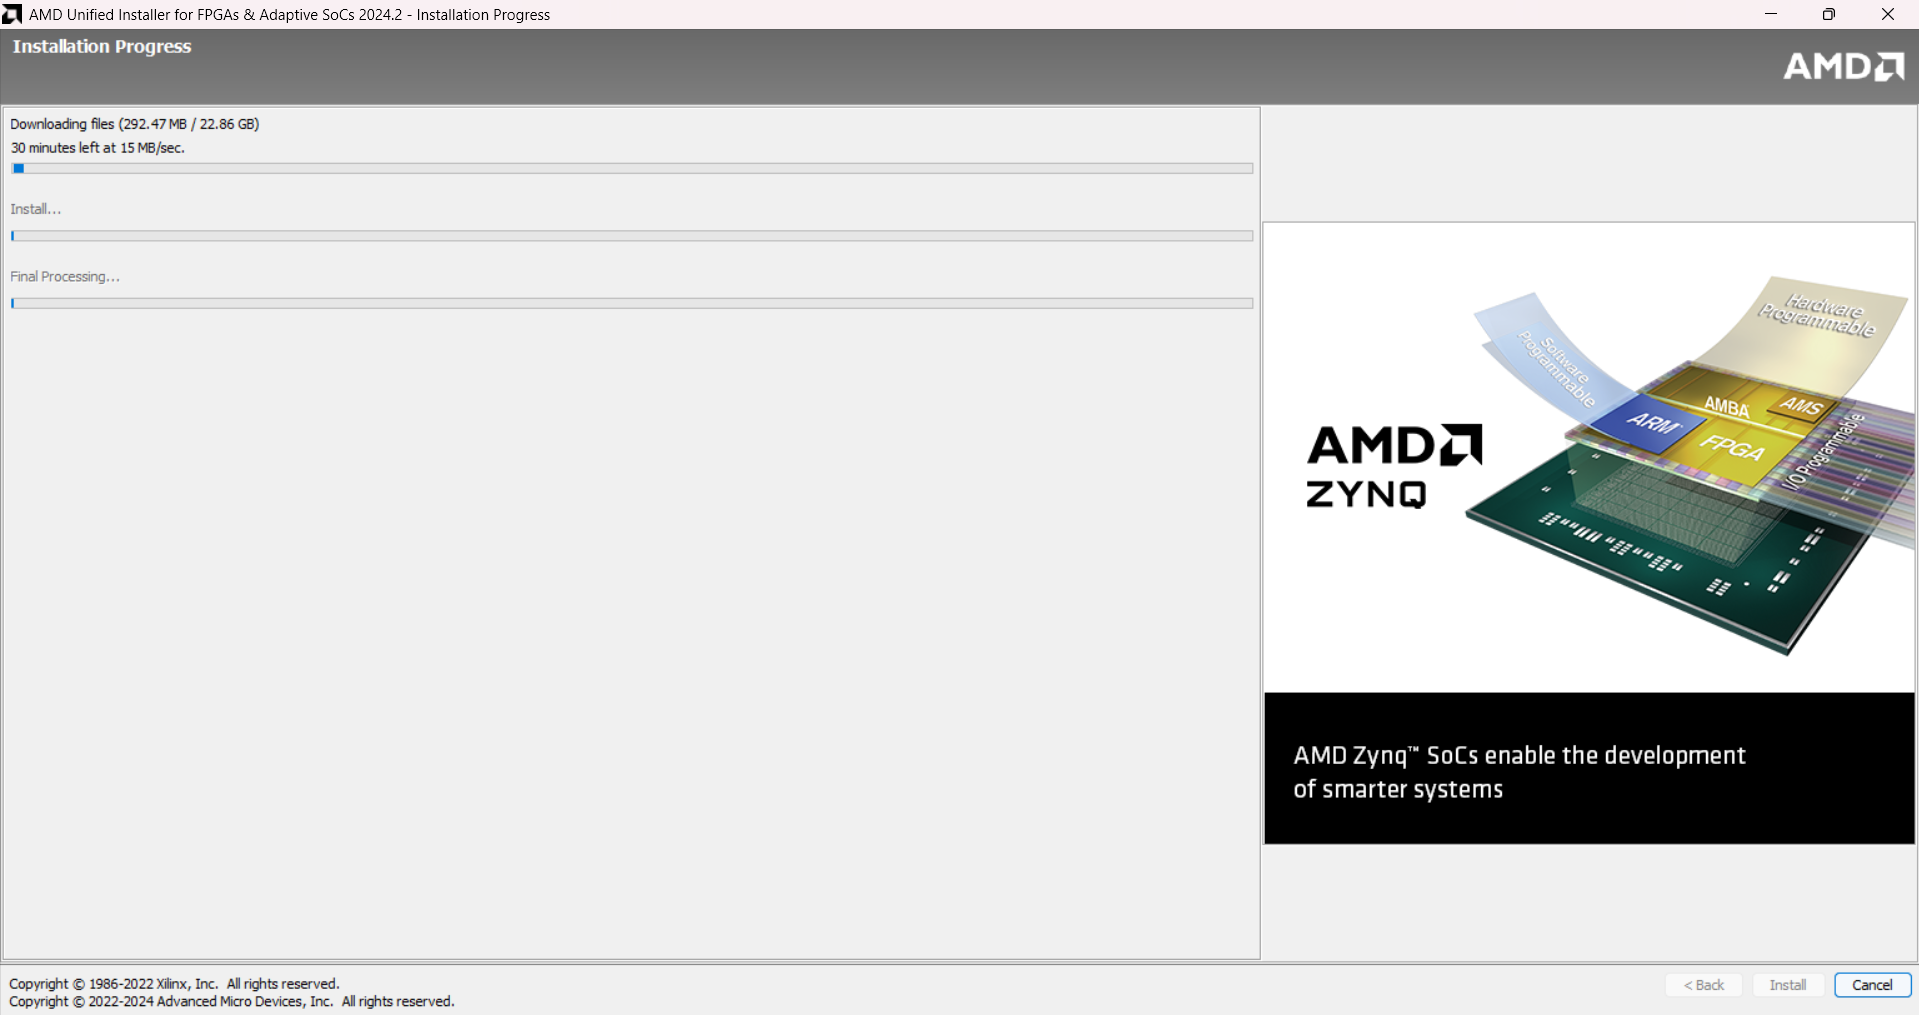 AMD Unified Installer for FPGAs & Adaptive SoCs 2024.2 - Installation Progress
Installation Progress
AMD
Downloading files (292.47 MB / 22.86 GB)
30 minutes left at 15 MB/sec.
Install...
Final Processing...
Hardware
Programmable
Software
Programmable
AMBA
AMS
ARM™
FPGA
I/O Programmable
AMD
ZYNQ
AMD Zynq™ SoCs enable the development
of smarter systems
Copyright © 1986-2022 Xilinx, Inc. All rights reserved.
Copyright © 2022-2024 Advanced Micro Devices, Inc. All rights reserved.
< Back
Install
Cancel